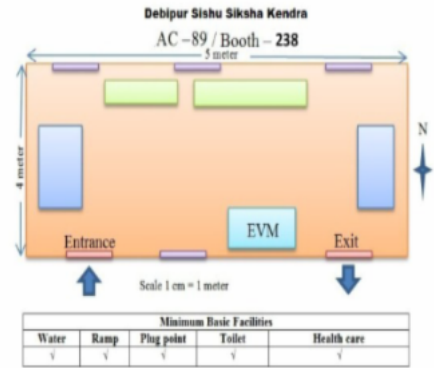 Debipur Sishu Siksha Kendra
AC – 89 / Booth – 238
5 meter
4 meter
N
EVM
Entrance
Exit
Scale 1 cm = 1 meter
Minimum Basic Facilities
Water Ramp Plug point Toilet Health care
√ √ √ √ √